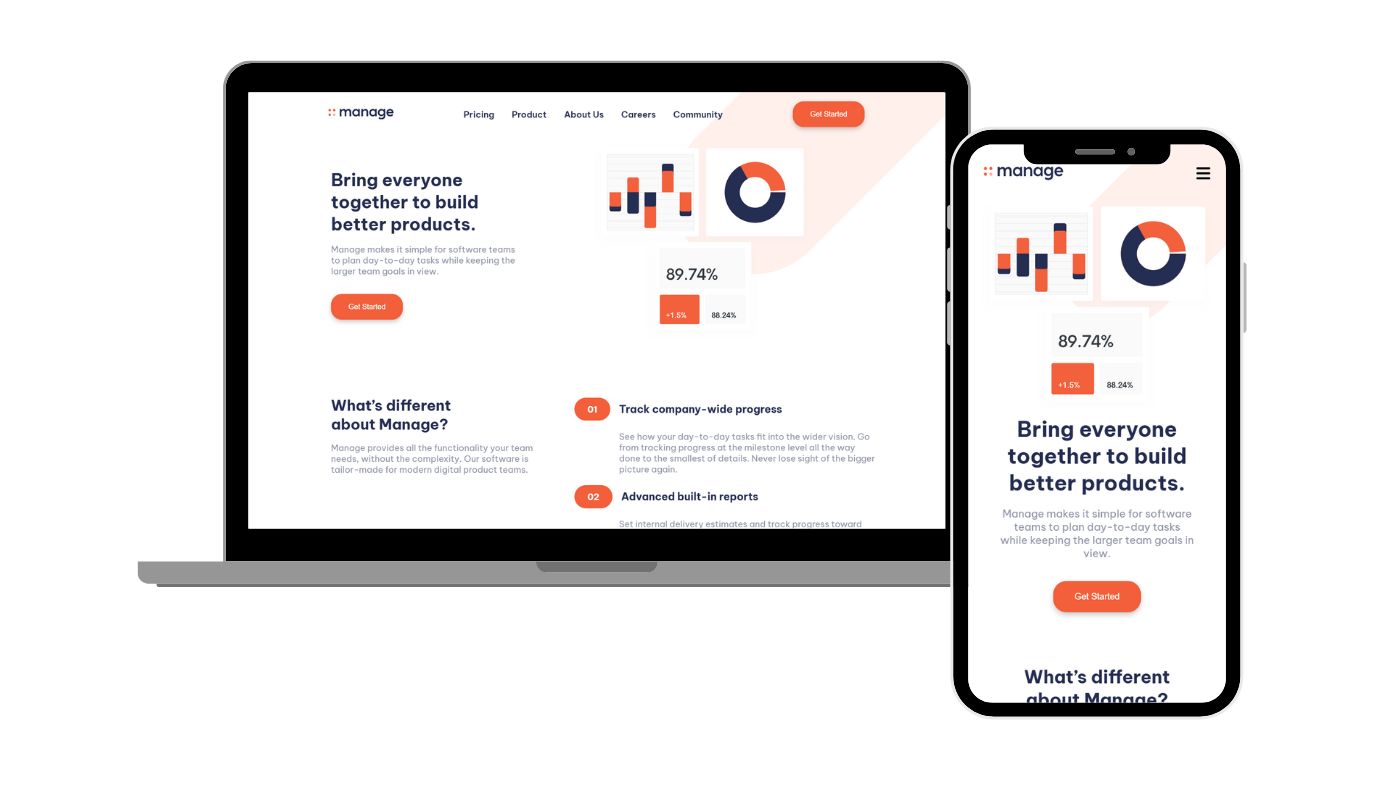 manage
Pricing Product About Us Careers Community
Get Started
Bring everyone
together to build
better products.
Manage makes it simple for software teams
to plan day-to-day tasks while keeping the
larger team goals in view.
Get Started
89.74%
+1.5%
88.24%
What's different
about Manage?
Manage provides all the functionality your team
needs, without the complexity. Our software is
tailor-made for modern digital product teams.
01 Track company-wide progress
See how your day-to-day tasks fit into the wider vision. Go
from tracking progress at the milestone level all the way
done to the smallest of details. Never lose sight of the bigger
picture again.
02 Advanced built-in reports
Set internal delivery estimates and track progress toward
manage
89.74%
+1.5%
88.24%
Bring everyone
together to build
better products.
Manage makes it simple for software
teams to plan day-to-day tasks
while keeping the larger team goals in
view.
Get Started
What's different
about Manage?